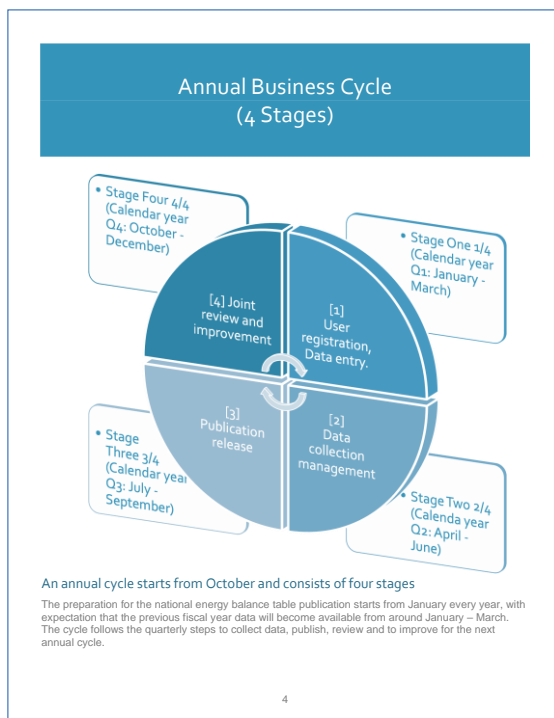 Annual Business Cycle
(4 Stages)
• Stage Four 4/4
(Calendar year
Q4: October -
December)
• Stage One 1/4
(Calendar year
Q1: January -
March)
[4] Joint
review and
improvement
[1]
User
registration,
Data entry.
[3]
Publication
release
[2]
Data
collection
management
• Stage
Three 3/4
(Calendar year
Q3: July -
September)
• Stage Two 2/4
(Calenda year
Q2: April -
June)
An annual cycle starts from October and consists of four stages
The preparation for the national energy balance table publication starts from January every year, with
expectation that the previous fiscal year data will become available from around January – March.
The cycle follows the quarterly steps to collect data, publish, review and to improve for the next
annual cycle.
4